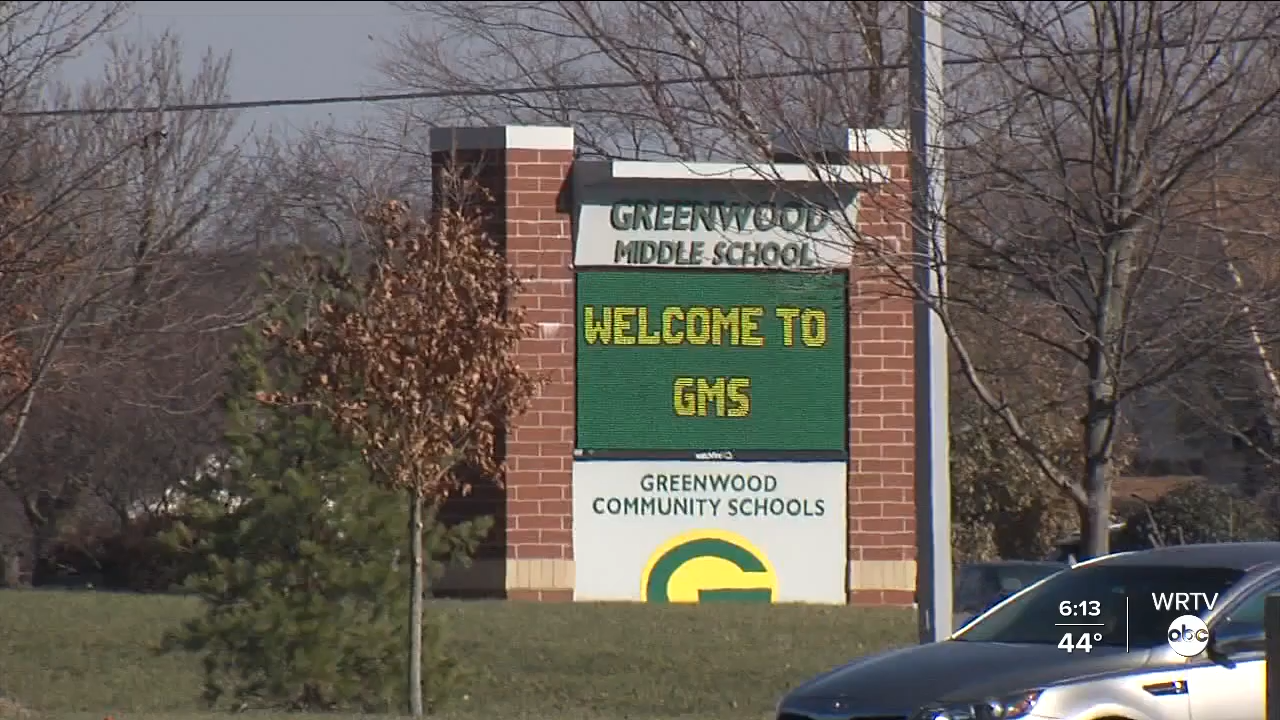 GREENWOOD
MIDDLE SCHOOL
WELCOME TO
GMS
GREENWOOD
COMMUNITY SCHOOLS
G
6:13
44°
WRTV
abc